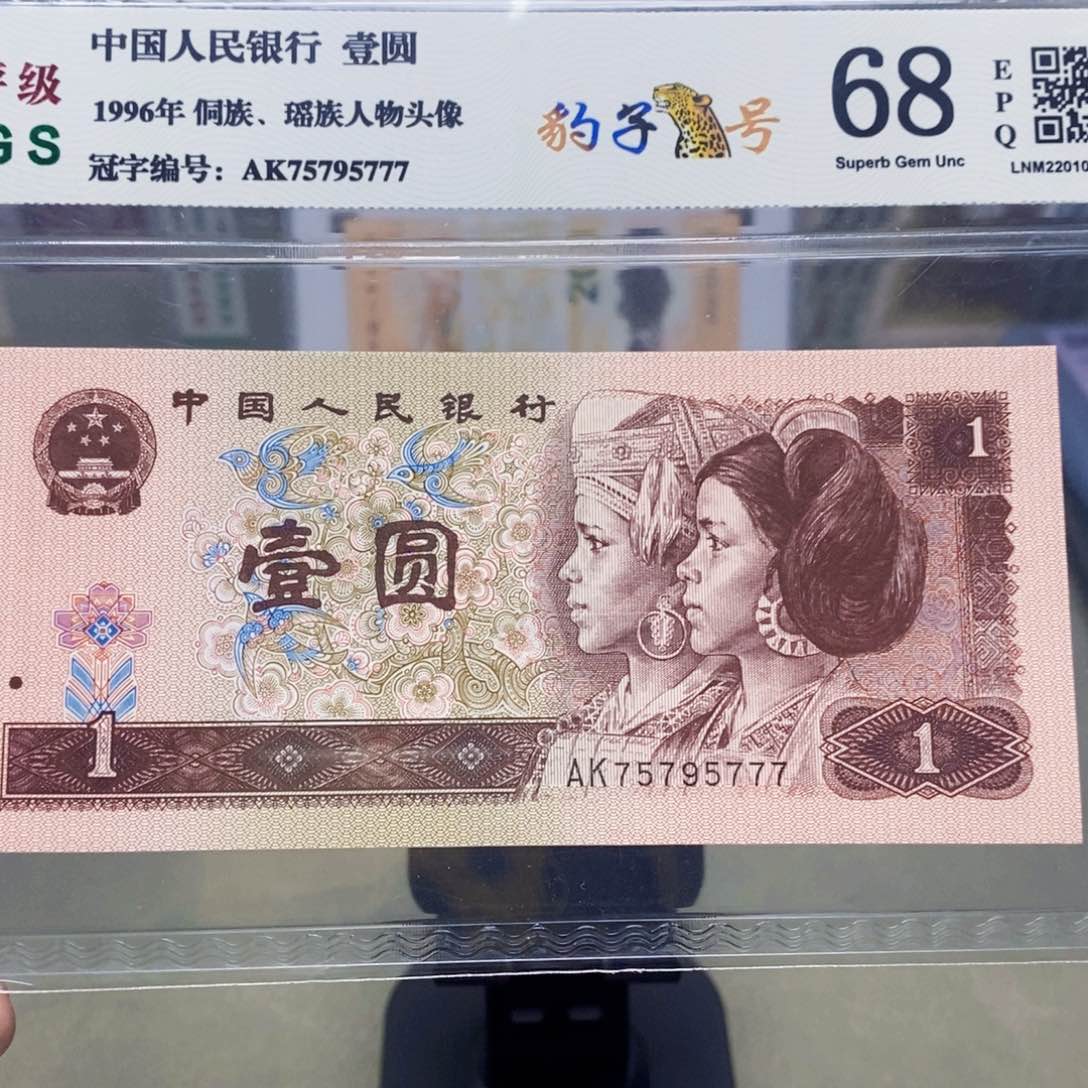 中国人民银行 壹圆
级
GS
1996年 侗族、瑶族人物头像
冠字编号：AK75795777
豹子号
68
Superb Gem Unc
E
P
Q
LNM22010
中国人民银行
1
壹圆
1
AK75795777
1